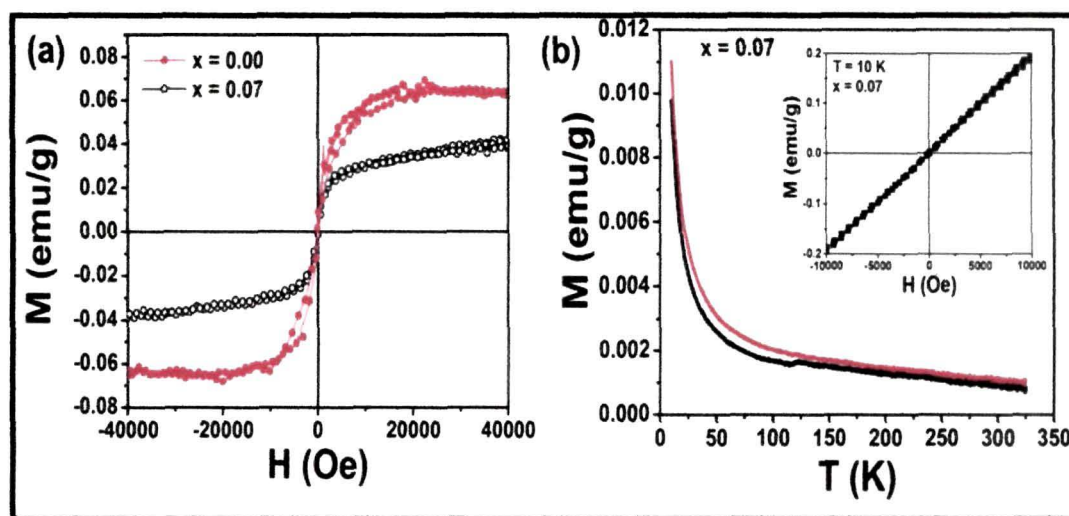 (a)
x = 0.00
x = 0.07
M (emu/g)
0.08
0.06
0.04
0.02
0.00
-0.02
-0.04
-0.06
-0.08
-40000 -20000 0 20000 40000
H (Oe)
(b)
x = 0.07
M (emu/g)
0.012
0.010
0.008
0.006
0.004
0.002
0.000
0 50 100 150 200 250 300 350
T (K)
T = 10 K
x = 0.07
M (emu/g)
0.2
0.1
0.0
-0.1
-0.2
-10000 -5000 0 5000 10000
H (Oe)